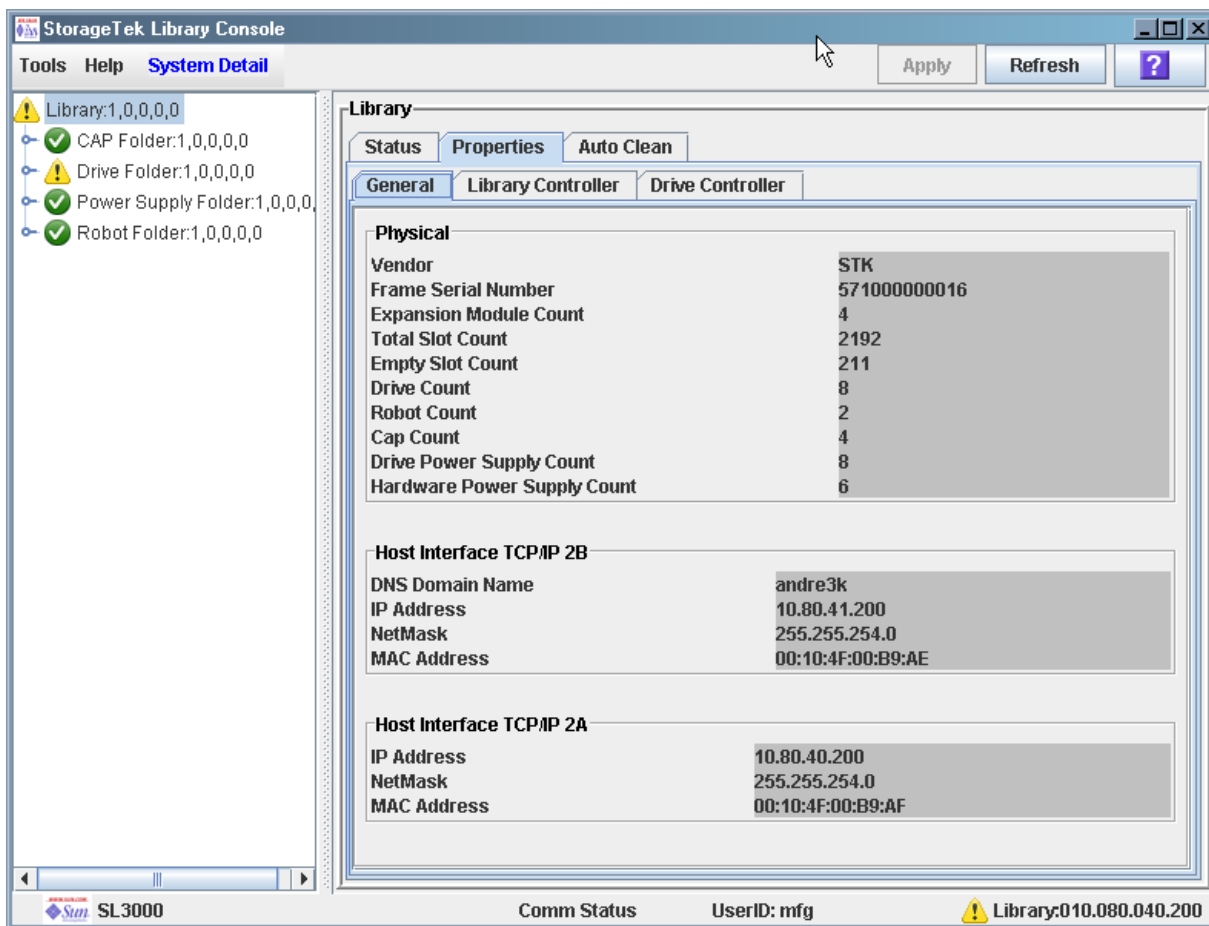 StorageTek Library Console
Tools Help System Detail Apply Refresh ?
Library:1,0,0,0,0
CAP Folder:1,0,0,0,0
Drive Folder:1,0,0,0,0
Power Supply Folder:1,0,0,0,
Robot Folder:1,0,0,0,0
Library
Status Properties Auto Clean
General Library Controller Drive Controller
Physical
Vendor STK
Frame Serial Number 571000000016
Expansion Module Count 4
Total Slot Count 2192
Empty Slot Count 211
Drive Count 8
Robot Count 2
Cap Count 4
Drive Power Supply Count 8
Hardware Power Supply Count 6
Host Interface TCP/IP 2B
DNS Domain Name andre3k
IP Address 10.80.41.200
NetMask 255.255.254.0
MAC Address 00:10:4F:00:B9:AE
Host Interface TCP/IP 2A
IP Address 10.80.40.200
NetMask 255.255.254.0
MAC Address 00:10:4F:00:B9:AF
Sun SL3000 Comm Status UserID: mfg Library:010.080.040.200